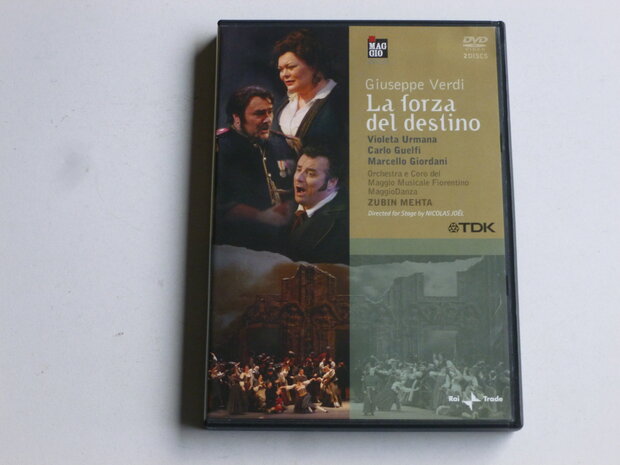 MAG
GIO
DVD
VIDEO
2 DISCS
Giuseppe Verdi
La forza
del destino
Violeta Urmana
Carlo Guelfi
Marcello Giordani
Orchestra e Coro del
Maggio Musicale Fiorentino
MaggioDanza
ZUBIN MEHTA
Directed for Stage by NICOLAS JOËL
TDK
Rai Trade